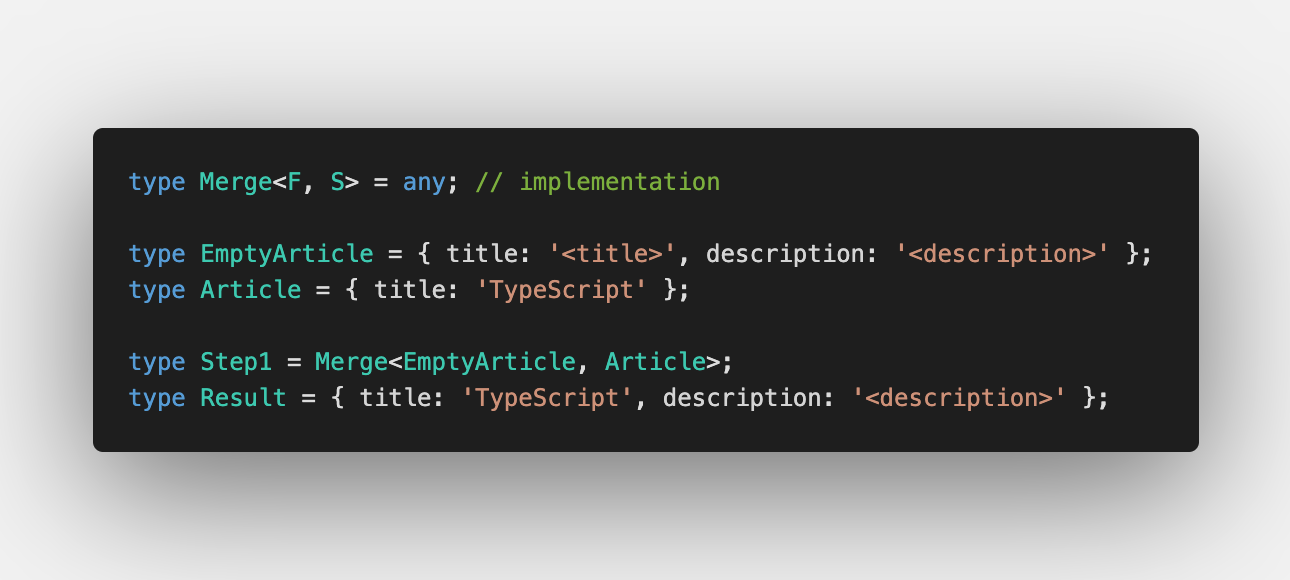 type Merge<F, S> = any; // implementation
type EmptyArticle = { title: '<title>', description: '<description>' };
type Article = { title: 'TypeScript' };
type Step1 = Merge<EmptyArticle, Article>;
type Result = { title: 'TypeScript', description: '<description>' };